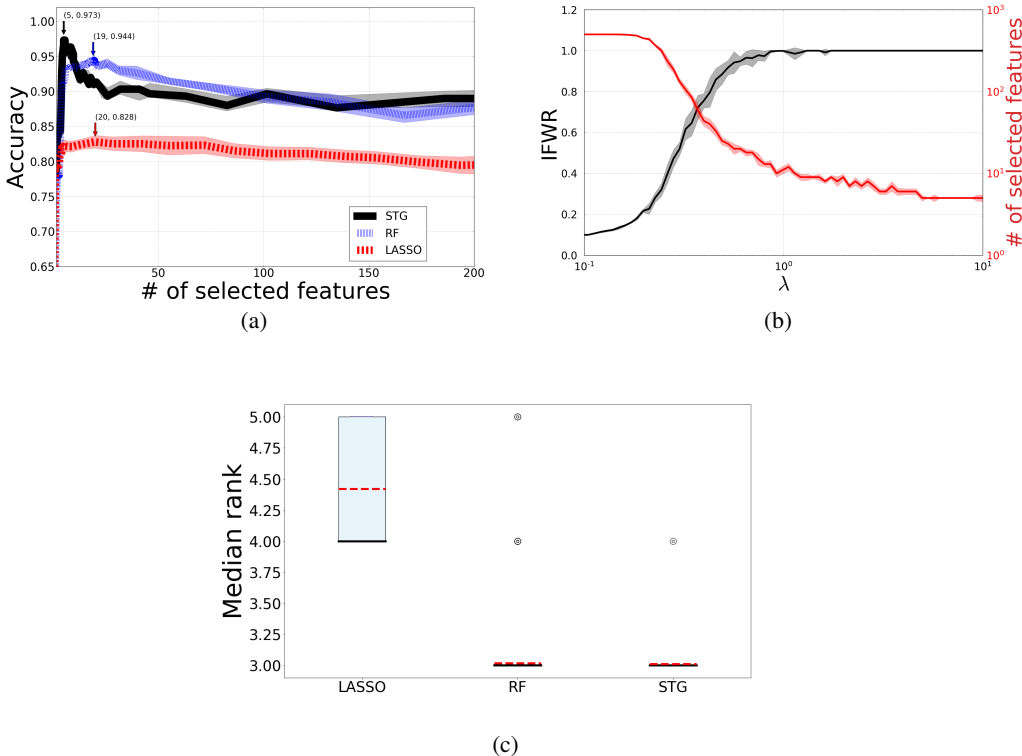 (5, 0.973)
(19, 0.944)
(20, 0.828)
1.00
0.95
0.90
0.85
0.80
0.75
0.70
0.65
Accuracy
50
100
150
200
# of selected features
STG
RF
LASSO
(a)
1.2
1.0
0.8
0.6
0.4
0.2
0.0
IFWR
10⁻¹
10⁰
10¹
λ
10³
10²
10¹
10⁰
# of selected features
(b)
5.00
4.75
4.50
4.25
4.00
3.75
3.50
3.25
3.00
Median rank
LASSO
RF
STG
(c)